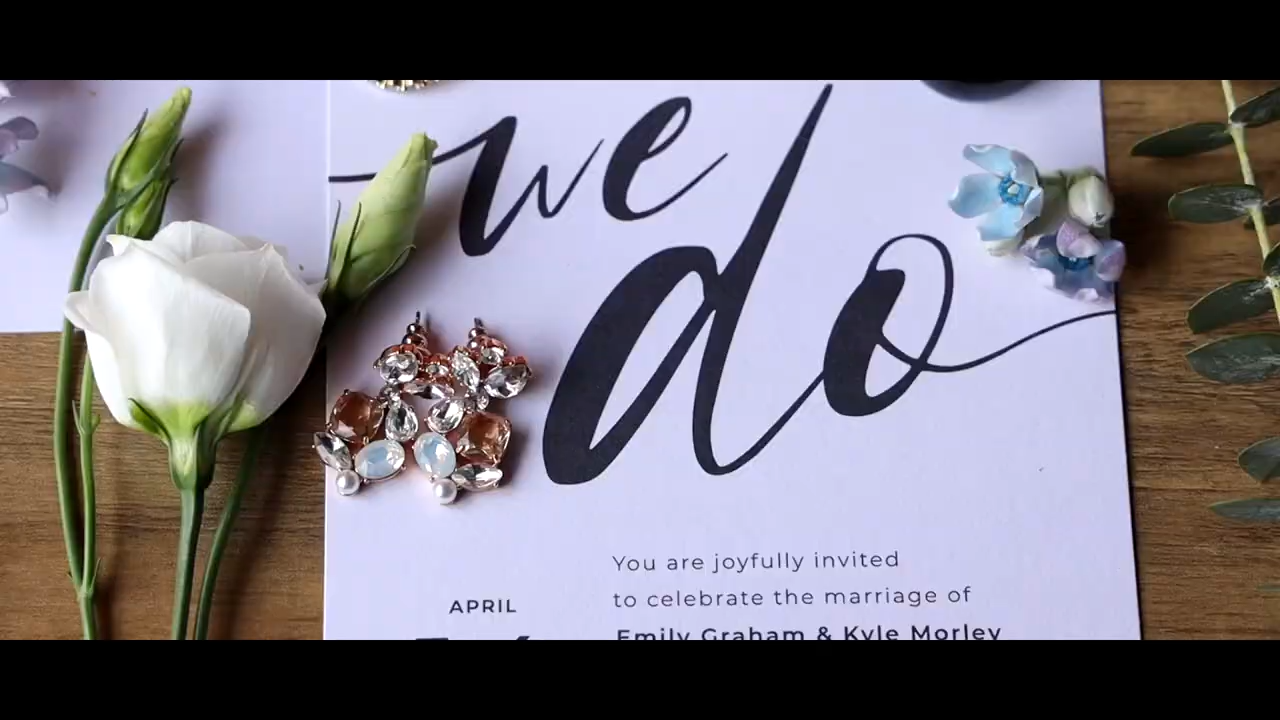 we
do
You are joyfully invited
to celebrate the marriage of
APRIL
Emily Graham & Kyle Morley